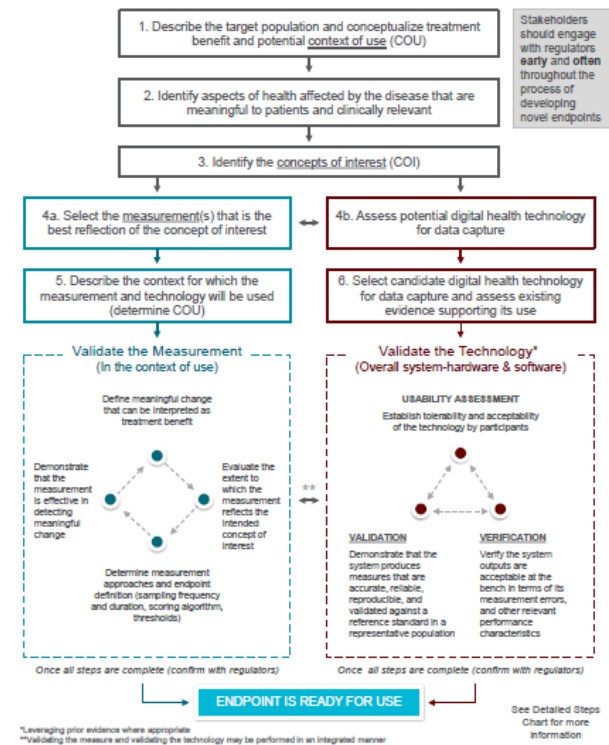 1. Describe the target population and conceptualize treatment
benefit and potential context of use (COU)
Stakeholders
should engage
with regulators
early and often
throughout the
process of
developing
novel endpoints
2. Identify aspects of health affected by the disease that are
meaningful to patients and clinically relevant
3. Identify the concepts of interest (COI)
4a. Select the measurement(s) that is the
best reflection of the concept of interest
4b. Assess potential digital health technology
for data capture
5. Describe the context for which the
measurement and technology will be used
(determine COU)
6. Select candidate digital health technology
for data capture and assess existing
evidence supporting its use
Validate the Measurement
(In the context of use)
Define meaningful change
that can be interpreted as
treatment benefit
Demonstrate
that the
measurement
is effective in
detecting
meaningful
change
Evaluate the
extent to
which the
measurement
reflects the
intended
concept of
interest
Determine measurement
approaches and endpoint
definition (sampling frequency
and duration, scoring algorithm,
thresholds)
**
Validate the Technology*
(Overall system-hardware & software)
USABILITY ASSESSMENT
Establish tolerability and acceptability
of the technology by participants
VALIDATION
Demonstrate that the
system produces
measures that are
accurate, reliable,
reproducible, and
validated against a
reference standard in a
representative population
VERIFICATION
Verify the system
outputs are
acceptable at the
bench in terms of its
measurement errors,
and other relevant
performance
characteristics
Once all steps are complete (confirm with regulators)
Once all steps are complete (confirm with regulators)
ENDPOINT IS READY FOR USE
See Detailed Steps
Chart for more
Information
*Leveraging prior evidence where appropriate
**Validating the measure and validating the technology may be performed in an integrated manner